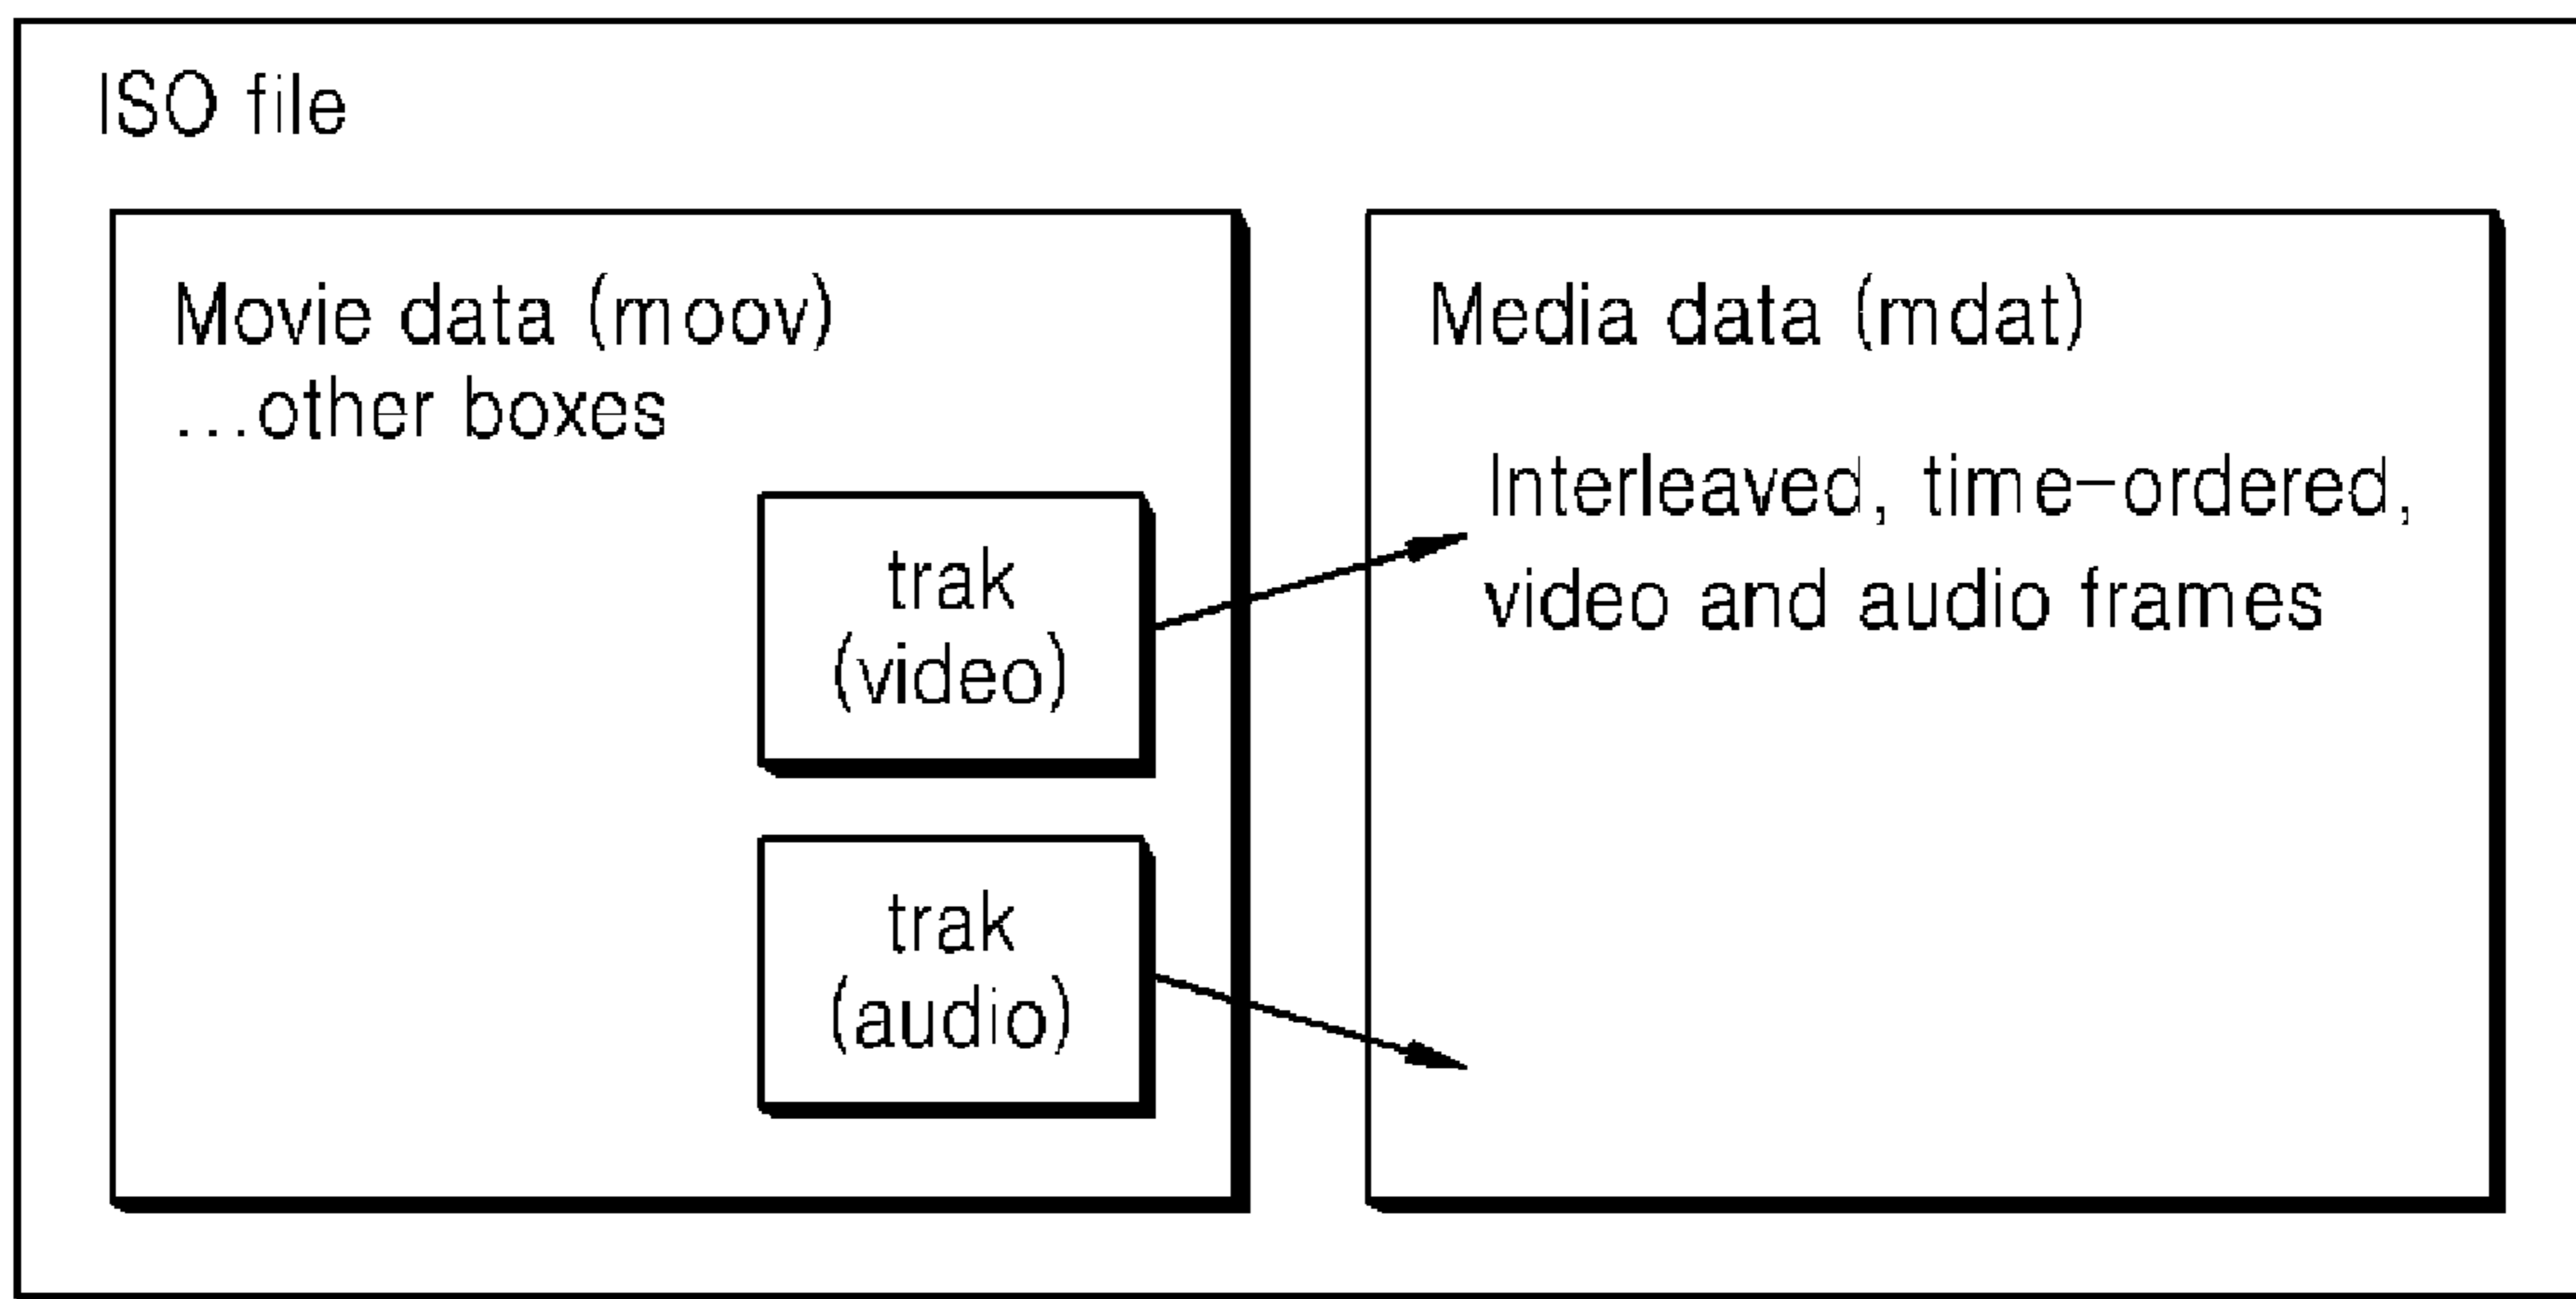 ISO file
Movie data (moov)
...other boxes
trak
(video)
trak
(audio)
Media data (mdat)
Interleaved, time-ordered,
video and audio frames